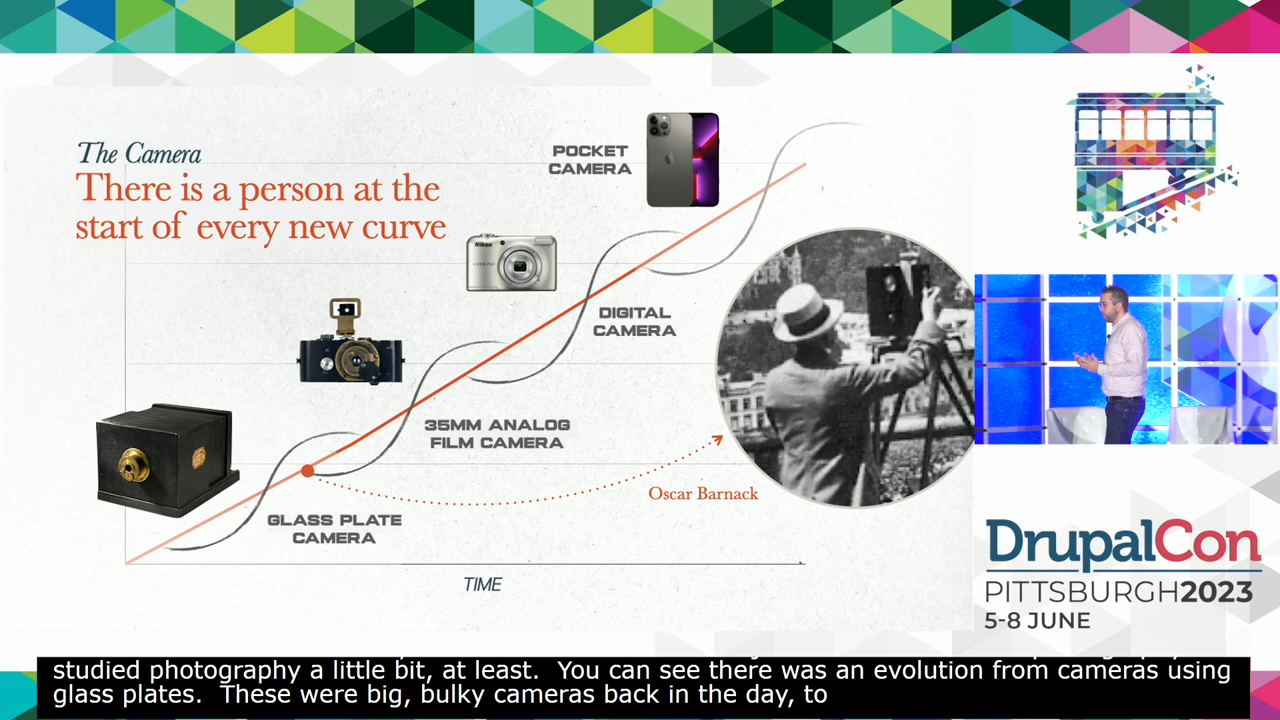 The Camera
There is a person at the
start of every new curve
POCKET
CAMERA
Nikon
COOLPIX
DIGITAL
CAMERA
35MM ANALOG
FILM CAMERA
Oscar Barnack
GLASS PLATE
CAMERA
TIME
DrupalCon
PITTSBURGH2023
5-8 JUNE
studied photography a little bit, at least. You can see there was an evolution from cameras using
glass plates. These were big, bulky cameras back in the day, to